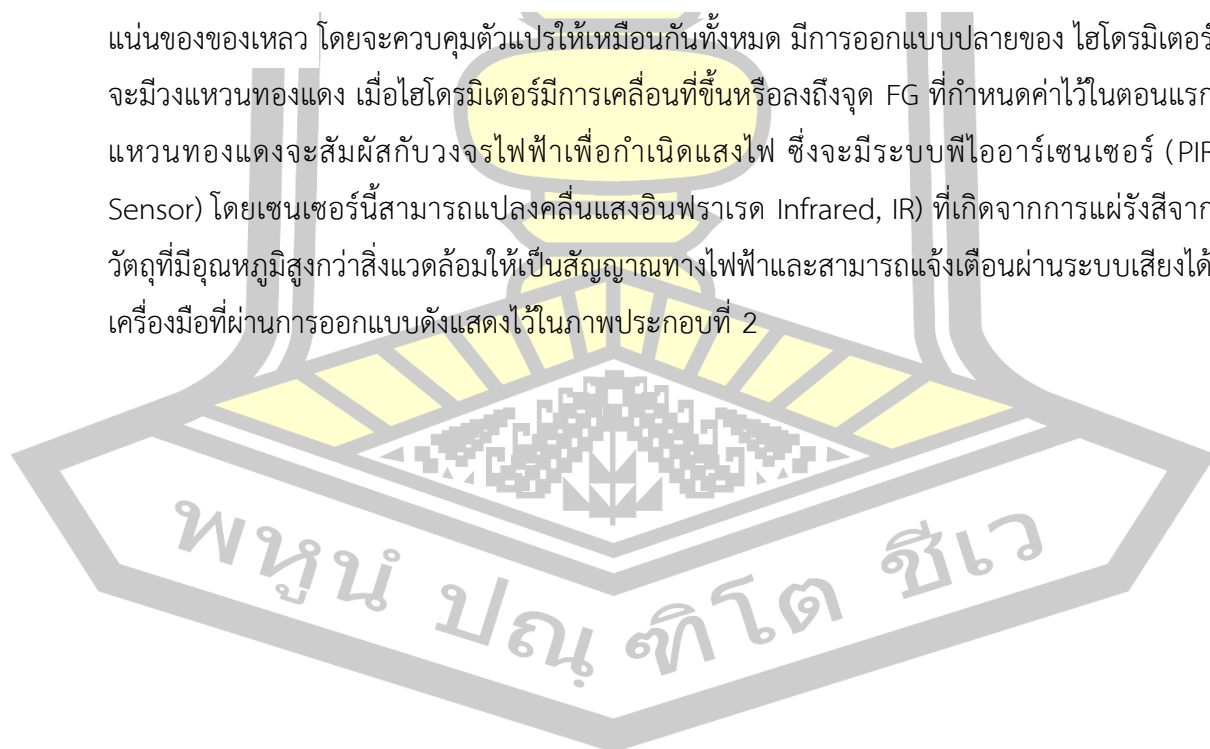 แน่นของของเหลว โดยจะควบคุมตัวแปรให้เหมือนกันทั้งหมด มีการออกแบบปลายของ ไฮโดรมิเตอร์
จะมีวงแหวนทองแดง เมื่อไฮโดรมิเตอร์มีการเคลื่อนที่ขึ้นหรือลงถึงจุด FG ที่กำหนดค่าไว้ในตอนแรก
แหวนทองแดงจะสัมผัสกับวงจรไฟฟ้าเพื่อกำเนิดแสงไฟ ซึ่งจะมีระบบพีไออาร์เซนเซอร์ (PIR
Sensor) โดยเซนเซอร์นี้สามารถแปลงคลื่นแสงอินฟราเรด Infrared, IR) ที่เกิดจากการแผ่รังสีจาก
วัตถุที่มีอุณหภูมิสูงกว่าสิ่งแวดล้อมให้เป็นสัญญาณทางไฟฟ้าและสามารถแจ้งเตือนผ่านระบบเสียงได้
เครื่องมือที่ผ่านการออกแบบดังแสดงไว้ในภาพประกอบที่ 2
พหูนํ ปณฺฑิโต ชีเว